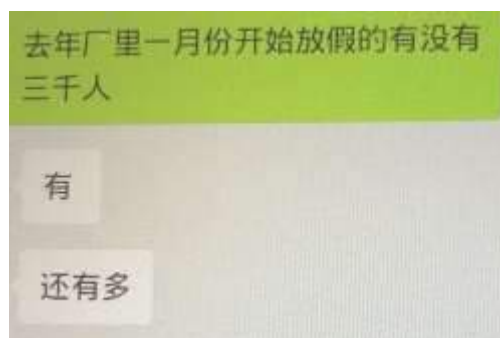 去年厂里一月份开始放假的有没有
三千人
有
还有多